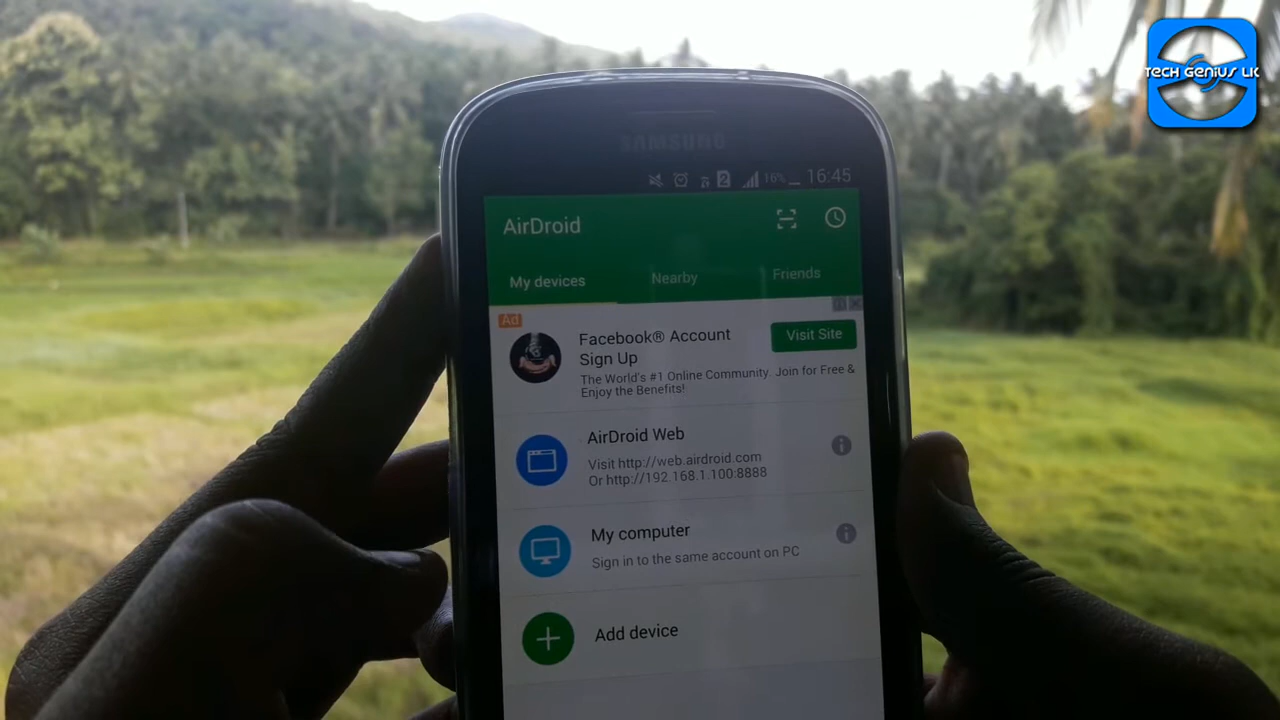 TECH GENIUS LK
SAMSUNG
2 16% 16:45
AirDroid
My devices Nearby Friends
Ad
Facebook® Account
Sign Up
Visit Site
The World's #1 Online Community. Join for Free &
Enjoy the Benefits!
AirDroid Web
Visit http://web.airdroid.com
Or http://192.168.1.100:8888
My computer
Sign in to the same account on PC
Add device